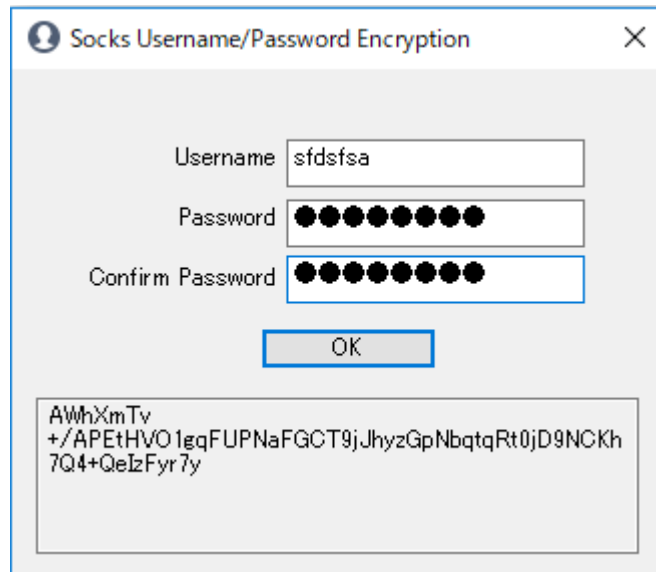 Socks Username/Password Encryption
Username sfdsfsa
Password ●●●●●●●●
Confirm Password ●●●●●●●●
OK
AWhXmTv
+/APEtHVO1gqFUPNaFGCT9jJhyzGpNbqtqRt0jD9NCKh
7Q4+QeIzFyr7y